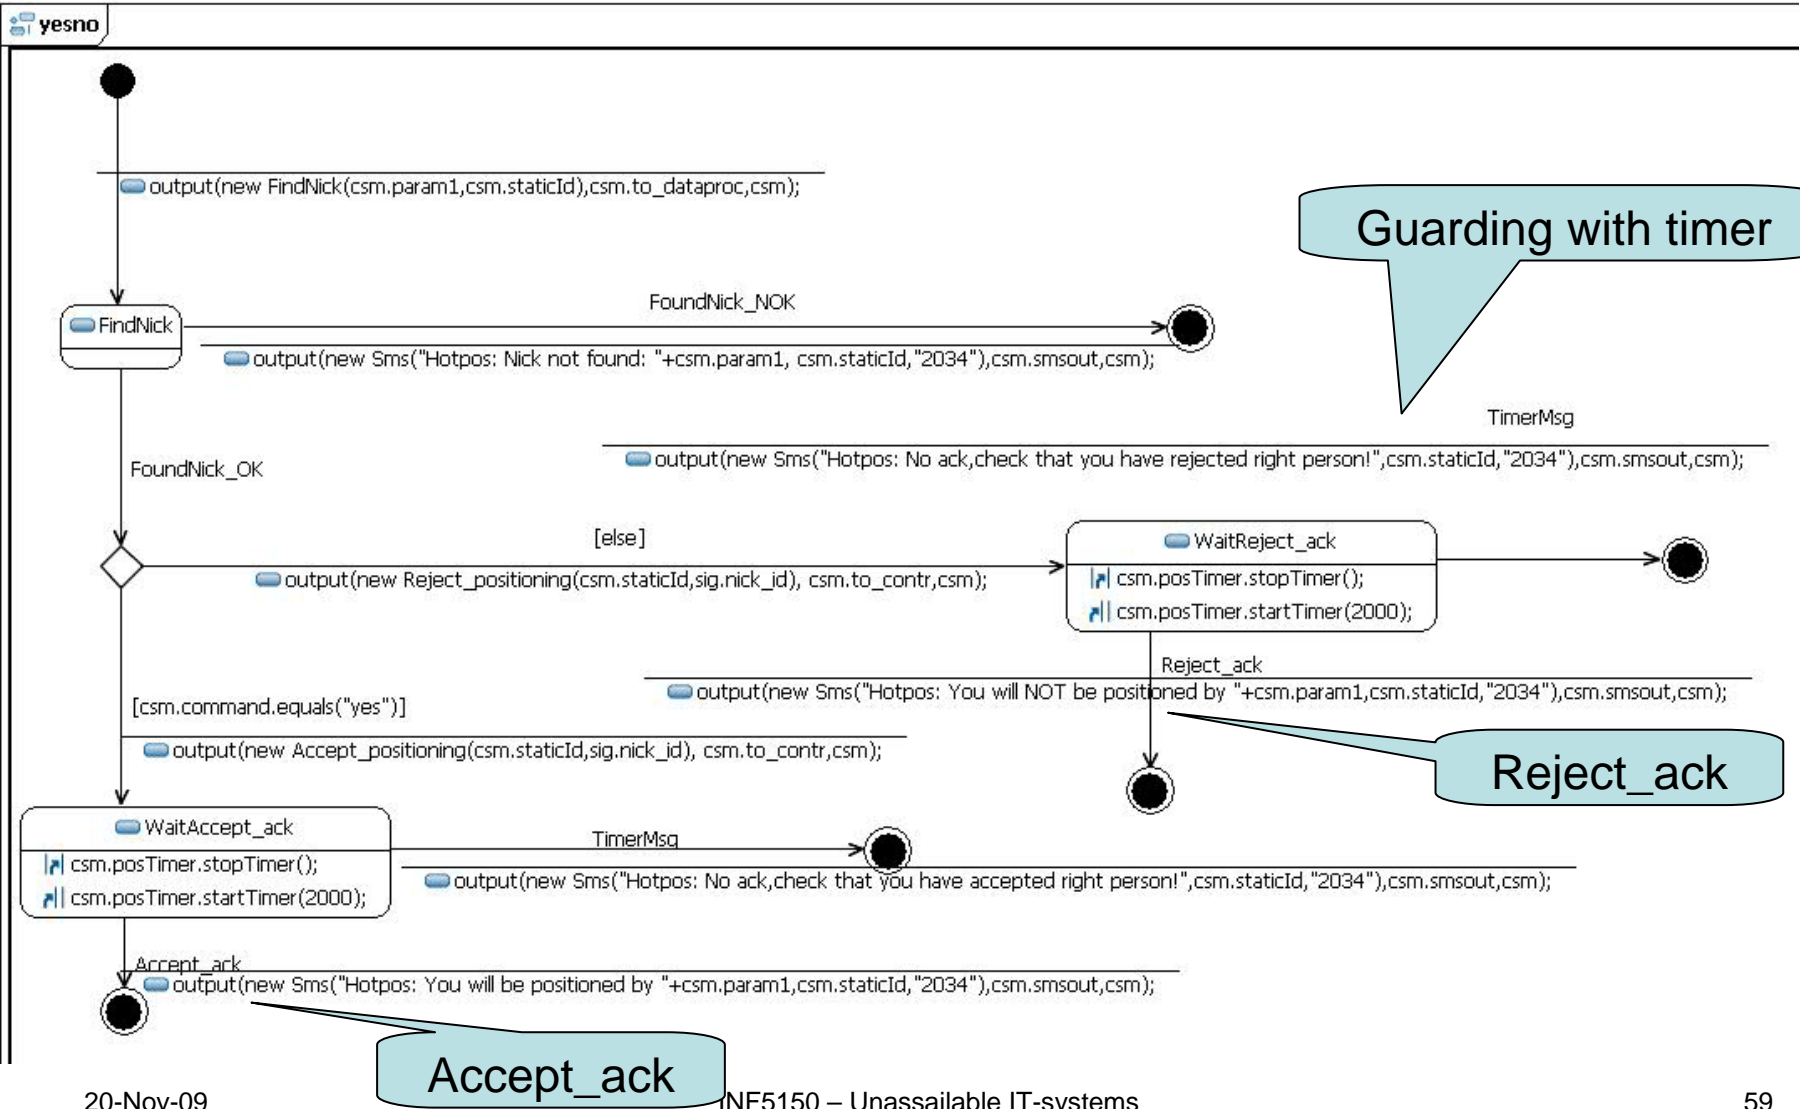 yesno
output(new FindNick(csm.param1,csm.staticId),csm.to_dataproc,csm);
Guarding with timer
FindNick
FoundNick_NOK
output(new Sms("Hotpos: Nick not found: "+csm.param1, csm.staticId,"2034"),csm.smsout,csm);
TimerMsg
output(new Sms("Hotpos: No ack,check that you have rejected right person!",csm.staticId,"2034"),csm.smsout,csm);
FoundNick_OK
[else]
output(new Reject_positioning(csm.staticId,sig.nick_id), csm.to_contr,csm);
WaitReject_ack
csm.posTimer.stopTimer();
csm.posTimer.startTimer(2000);
Reject_ack
output(new Sms("Hotpos: You will NOT be positioned by "+csm.param1,csm.staticId,"2034"),csm.smsout,csm);
[csm.command.equals("yes")]
output(new Accept_positioning(csm.staticId,sig.nick_id), csm.to_contr,csm);
Reject_ack
WaitAccept_ack
csm.posTimer.stopTimer();
csm.posTimer.startTimer(2000);
TimerMsg
output(new Sms("Hotpos: No ack,check that you have accepted right person!",csm.staticId,"2034"),csm.smsout,csm);
Accept_ack
output(new Sms("Hotpos: You will be positioned by "+csm.param1,csm.staticId,"2034"),csm.smsout,csm);
Accept_ack
20-Nov-09
INF5150 – Unassailable IT-systems
59